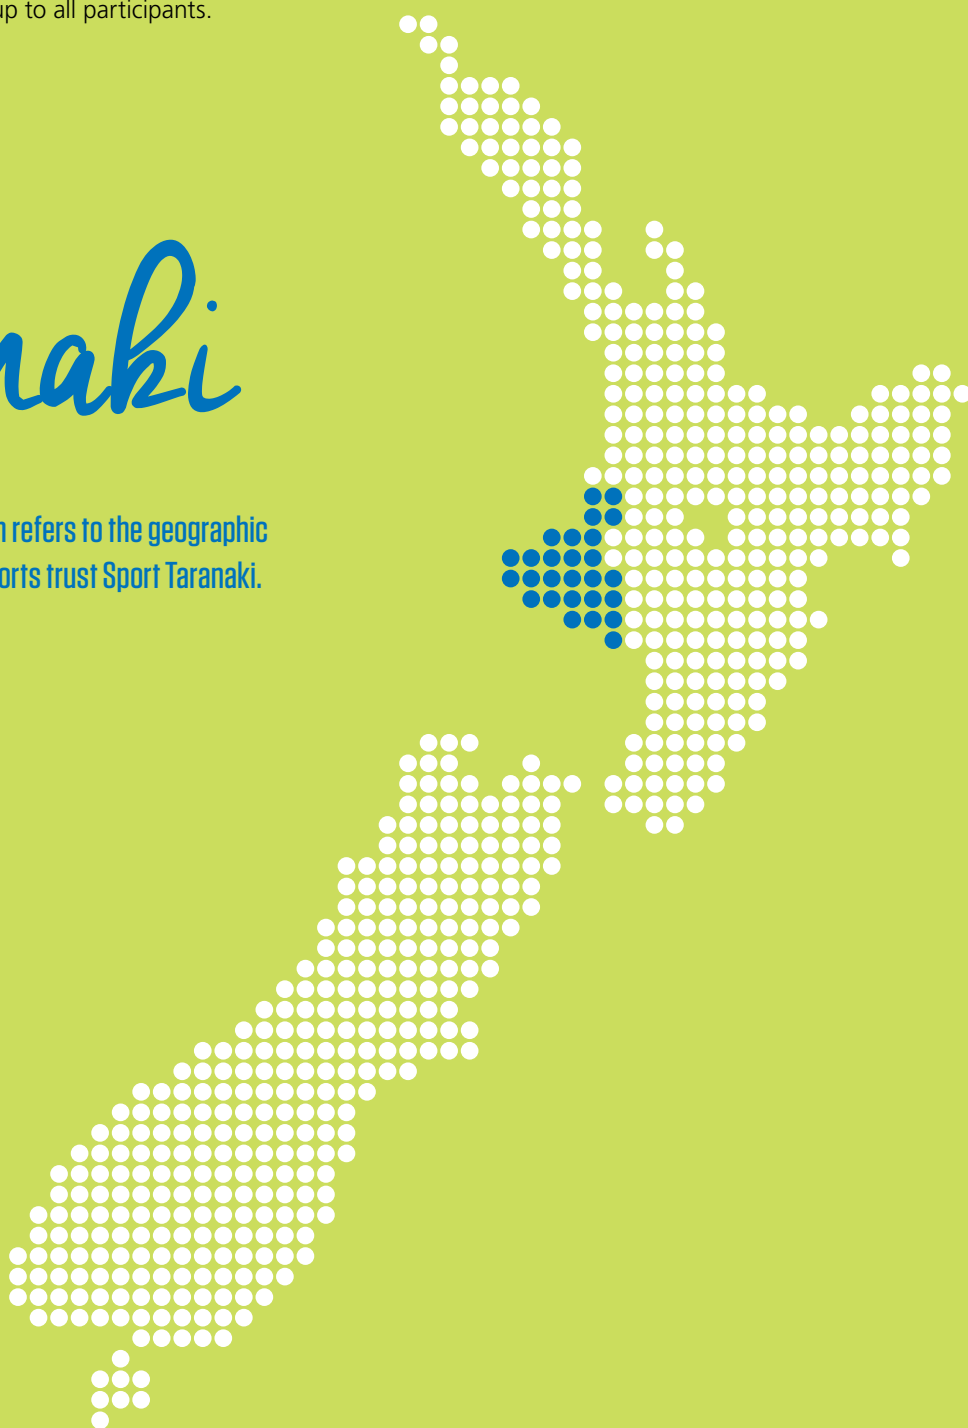 up to all participants.
naki
n refers to the geographic
orts trust Sport Taranaki.